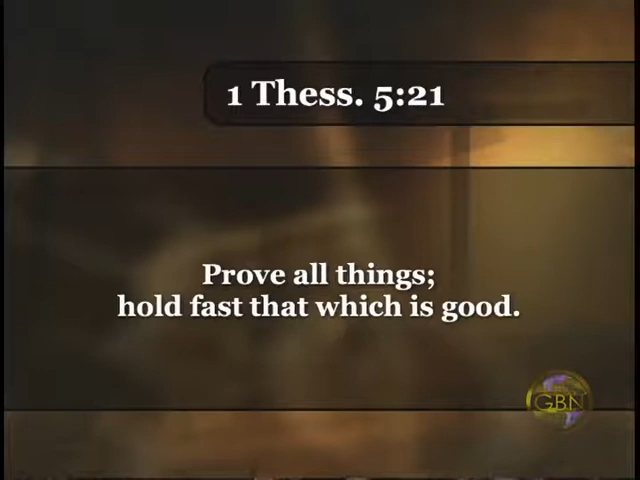 1 Thess. 5:21
Prove all things;
hold fast that which is good.
GBN